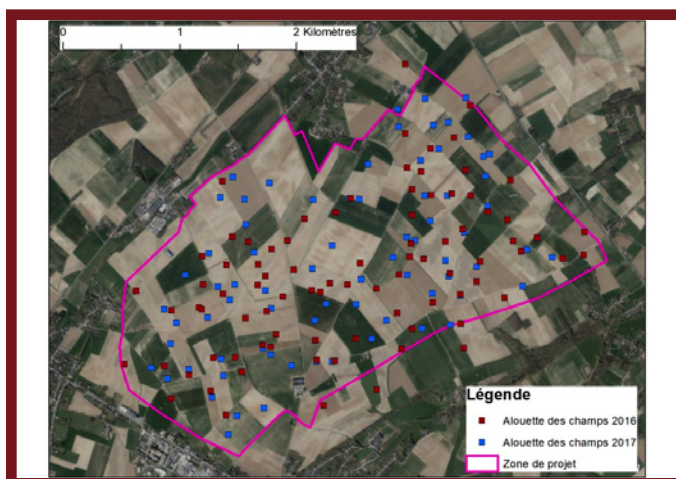 0 1 2 Kilomètres
Légende
Alouette des champs 2016
Alouette des champs 2017
Zone de projet